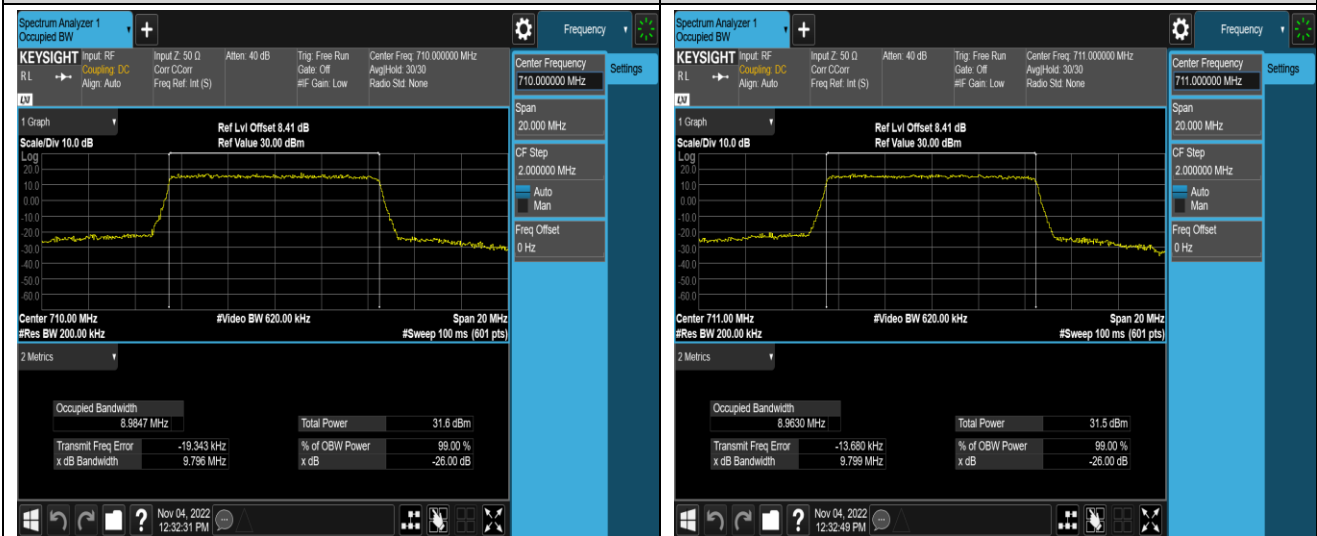 Spectrum Analyzer 1
Occupied BW
+
Frequency
KEYSIGHT
RL
LXI
Input: RF
Coupling: DC
Align: Auto
Input Z: 50 Ω
Corr CCorr
Freq Ref: Int (S)
Atten: 40 dB
Trig: Free Run
Gate: Off
#IF Gain: Low
Center Freq: 710.000000 MHz
Avg|Hold: 30/30
Radio Std: None
Center Frequency
710.000000 MHz
Settings
Span
20.000 MHz
CF Step
2.000000 MHz
Auto
Man
Freq Offset
0 Hz
1 Graph
Scale/Div 10.0 dB
Ref Lvl Offset 8.41 dB
Ref Value 30.00 dBm
Log
20.0
10.0
0.00
-10.0
-20.0
-30.0
-40.0
-50.0
-60.0
Center 710.00 MHz
#Video BW 620.00 kHz
Span 20 MHz
#Res BW 200.00 kHz
#Sweep 100 ms (601 pts)
2 Metrics
Occupied Bandwidth
8.9847 MHz
Total Power 31.6 dBm
Transmit Freq Error -19.343 kHz
% of OBW Power 99.00 %
x dB Bandwidth 9.796 MHz
x dB -26.00 dB
?
Nov 04, 2022
12:32:31 PM
Spectrum Analyzer 1
Occupied BW
+
Frequency
KEYSIGHT
RL
LXI
Input: RF
Coupling: DC
Align: Auto
Input Z: 50 Ω
Corr CCorr
Freq Ref: Int (S)
Atten: 40 dB
Trig: Free Run
Gate: Off
#IF Gain: Low
Center Freq: 711.000000 MHz
Avg|Hold: 30/30
Radio Std: None
Center Frequency
711.000000 MHz
Settings
Span
20.000 MHz
CF Step
2.000000 MHz
Auto
Man
Freq Offset
0 Hz
1 Graph
Scale/Div 10.0 dB
Ref Lvl Offset 8.41 dB
Ref Value 30.00 dBm
Log
20.0
10.0
0.00
-10.0
-20.0
-30.0
-40.0
-50.0
-60.0
Center 711.00 MHz
#Video BW 620.00 kHz
Span 20 MHz
#Res BW 200.00 kHz
#Sweep 100 ms (601 pts)
2 Metrics
Occupied Bandwidth
8.9630 MHz
Total Power 31.5 dBm
Transmit Freq Error -13.680 kHz
% of OBW Power 99.00 %
x dB Bandwidth 9.799 MHz
x dB -26.00 dB
?
Nov 04, 2022
12:32:49 PM